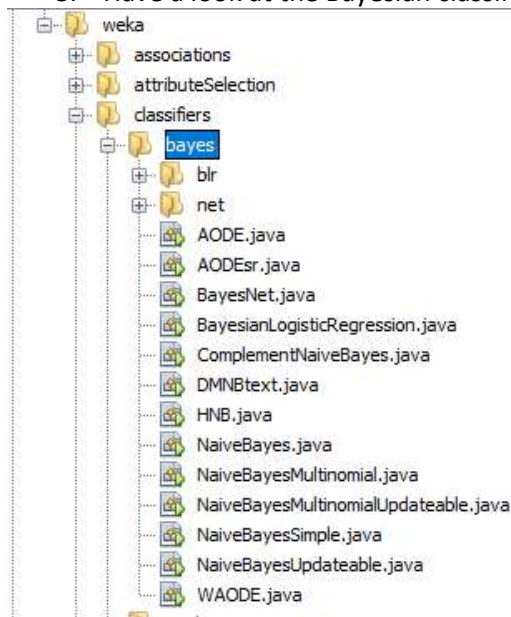 weka
associations
attributeSelection
classifiers
bayes
blr
net
AODE.java
AODEsr.java
BayesNet.java
BayesianLogisticRegression.java
ComplementNaiveBayes.java
DMNBtext.java
HNB.java
NaiveBayes.java
NaiveBayesMultinomial.java
NaiveBayesMultinomialUpdateable.java
NaiveBayesSimple.java
NaiveBayesUpdateable.java
WAODE.java